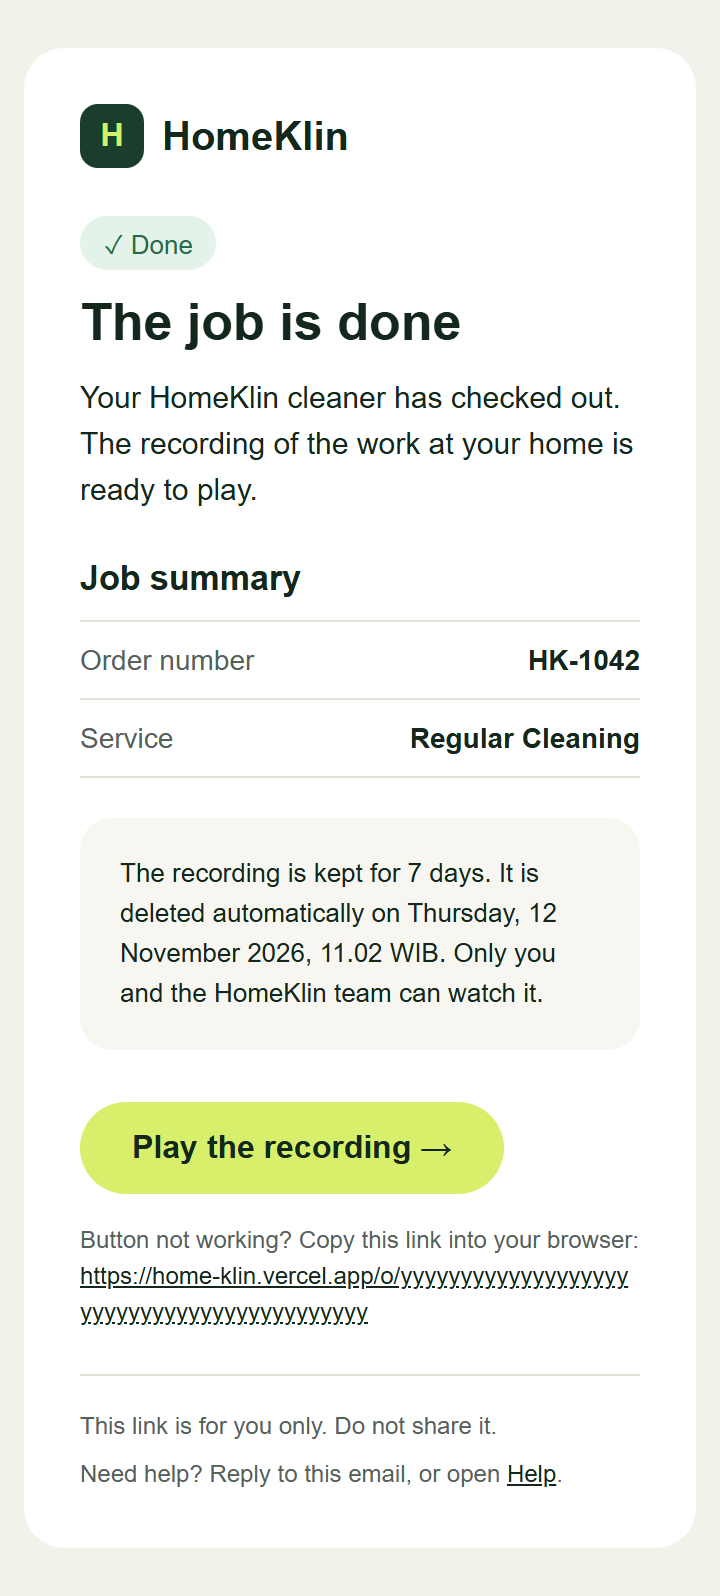 H HomeKlin
✓ Done
The job is done
Your HomeKlin cleaner has checked out.
The recording of the work at your home is
ready to play.
Job summary
Order number HK-1042
Service Regular Cleaning
The recording is kept for 7 days. It is
deleted automatically on Thursday, 12
November 2026, 11.02 WIB. Only you
and the HomeKlin team can watch it.
Play the recording →
Button not working? Copy this link into your browser:
https://home-klin.vercel.app/o/yyyyyyyyyyyyyyyyyyy
yyyyyyyyyyyyyyyyyyyyyyyy
This link is for you only. Do not share it.
Need help? Reply to this email, or open Help.